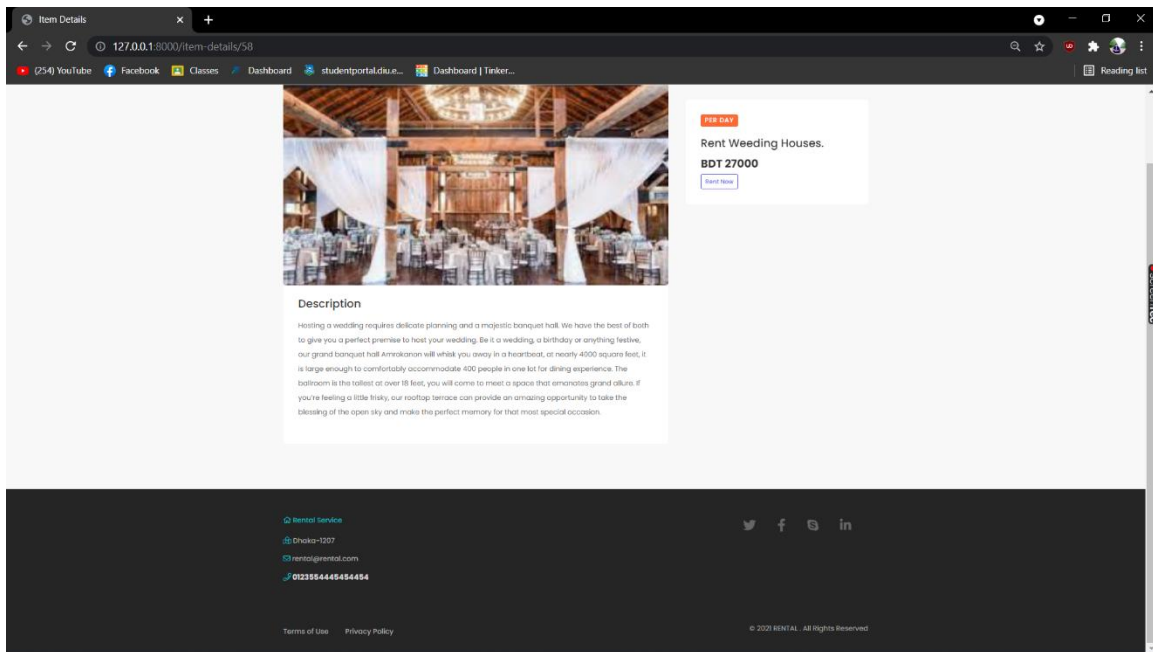 Item Details
127.0.0.1:8000/item-details/58
(254) YouTube Facebook Classes Dashboard studentportal.diu.e... Dashboard | Tinker... Reading list
PER DAY
Rent Weeding Houses.
BDT 27000
Rent Now
Description
Hosting a wedding requires delicate planning and a majestic banquet hall. We have the best of both
to give you a perfect premise to host your wedding. Be it a wedding, a birthday or anything festive,
our grand banquet hall Amrakanon will whisk you away in a heartbeat, at nearly 4000 square feet, it
is large enough to comfortably accommodate 400 people in one lot for dining experience. The
ballroom is the tallest at over 18 feet, you will come to meet a space that emanates grand allure. If
you're feeling a little frisky, our rooftop terrace can provide an amazing opportunity to take the
blessing of the open sky and make the perfect memory for that most special occasion.
Rental Service
Dhaka-1207
rental@rental.com
0123554445454454
Terms of Use Privacy Policy
© 2021 RENTAL . All Rights Reserved